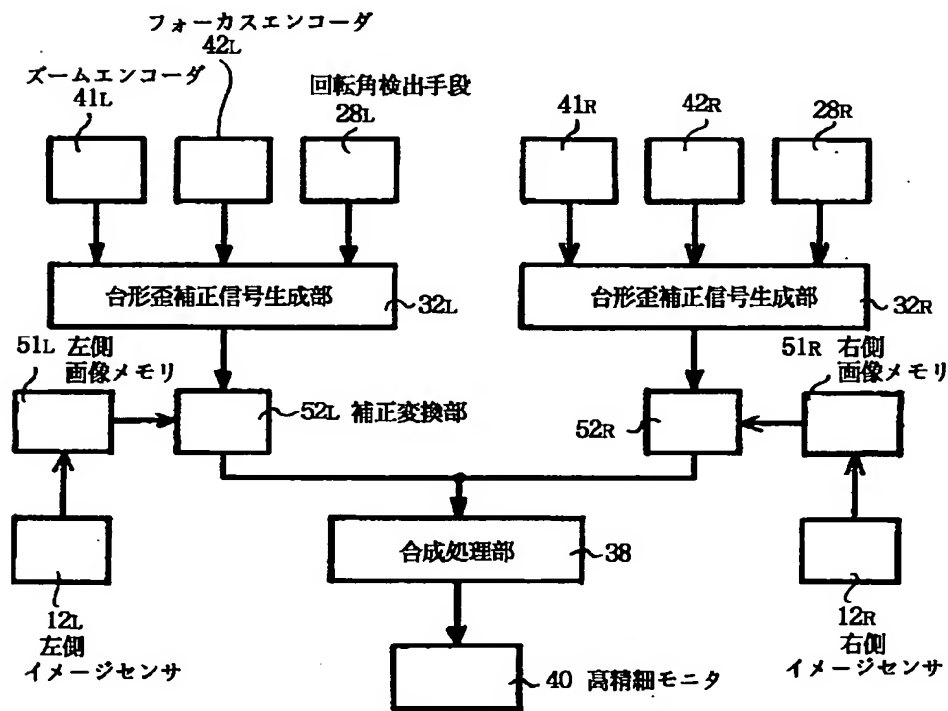 フォーカスエンコーダ
42L
ズームエンコーダ
41L
回転角検出手段
28L
41R
42R
28R
台形歪補正信号生成部
32L
台形歪補正信号生成部
32R
51L 左側
画像メモリ
52L 補正変換部
51R 右側
画像メモリ
52R
合成処理部
38
12L
左側
イメージセンサ
12R
右側
イメージセンサ
40 高精細モニタ